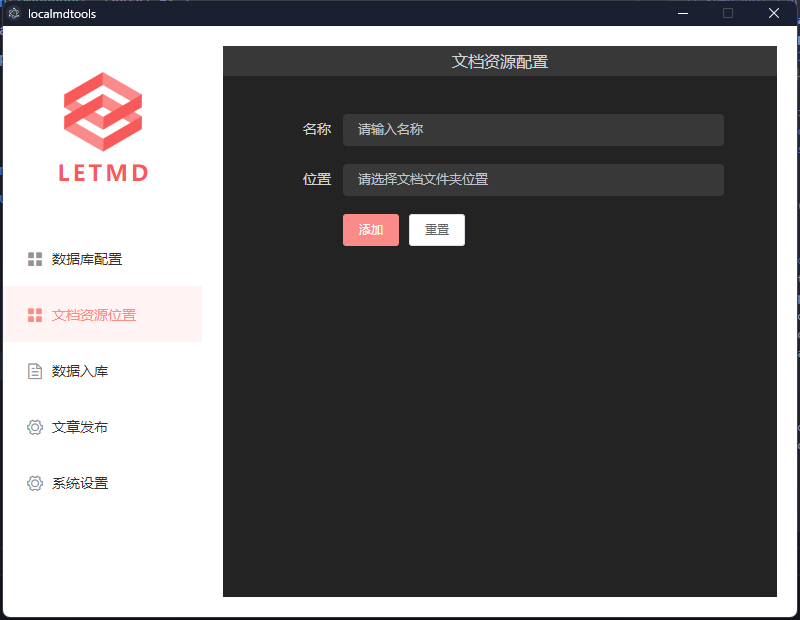 localmdtools
LETMD
数据库配置
文档资源位置
数据入库
文章发布
系统设置
文档资源配置
名称 请输入名称
位置 请选择文档文件夹位置
添加 重置